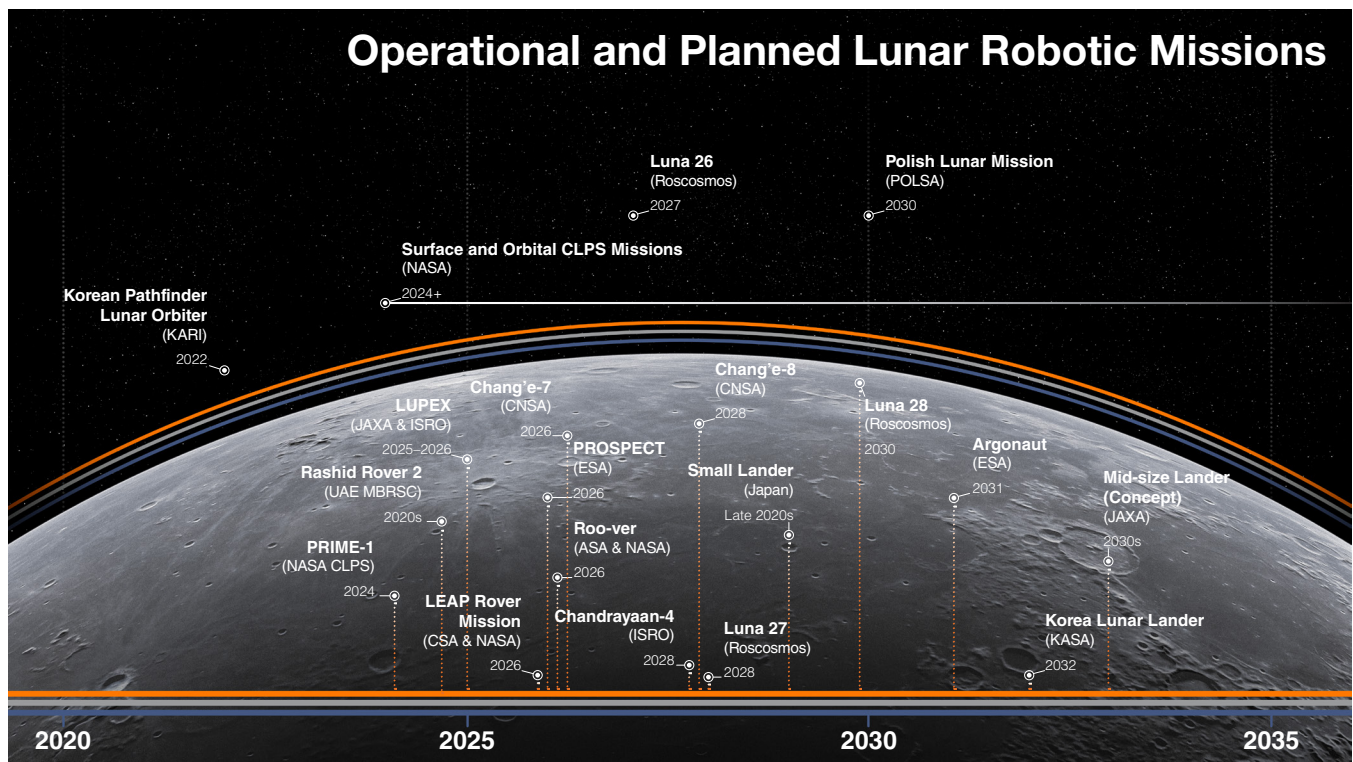 Operational and Planned Lunar Robotic Missions
Luna 26
(Roscosmos)
2027
Polish Lunar Mission
(POLSA)
2030
Surface and Orbital CLPS Missions
(NASA)
2024+
Korean Pathfinder
Lunar Orbiter
(KARI)
2022
Chang’e-7
(CNSA)
2026
Chang’e-8
(CNSA)
2028
LUPEX
(JAXA & ISRO)
2025–2026
Luna 28
(Roscosmos)
2030
PROSPECT
(ESA)
2026
Argonaut
(ESA)
2031
Rashid Rover 2
(UAE MBRSC)
2020s
Small Lander
(Japan)
Late 2020s
Mid-size Lander
(Concept)
(JAXA)
2030s
Roo-ver
(ASA & NASA)
2026
PRIME-1
(NASA CLPS)
2024
LEAP Rover
Mission
(CSA & NASA)
2026
Chandrayaan-4
(ISRO)
2028
Luna 27
(Roscosmos)
2028
Korea Lunar Lander
(KASA)
2032
2020
2025
2030
2035